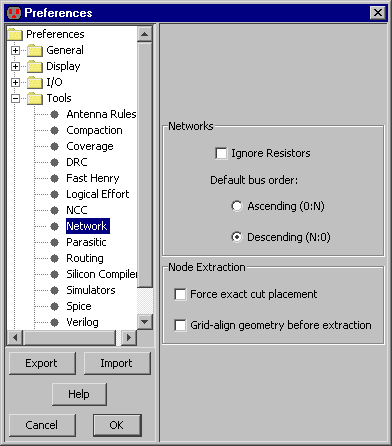 Preferences
Preferences
General
Display
I/O
Tools
Antenna Rules
Compaction
Coverage
DRC
Fast Henry
Logical Effort
NCC
Network
Parasitic
Routing
Silicon Compiler
Simulators
Spice
Verilog
Export
Import
Help
Cancel
OK
Networks
Ignore Resistors
Default bus order:
Ascending (0:N)
Descending (N:0)
Node Extraction
Force exact cut placement
Grid-align geometry before extraction